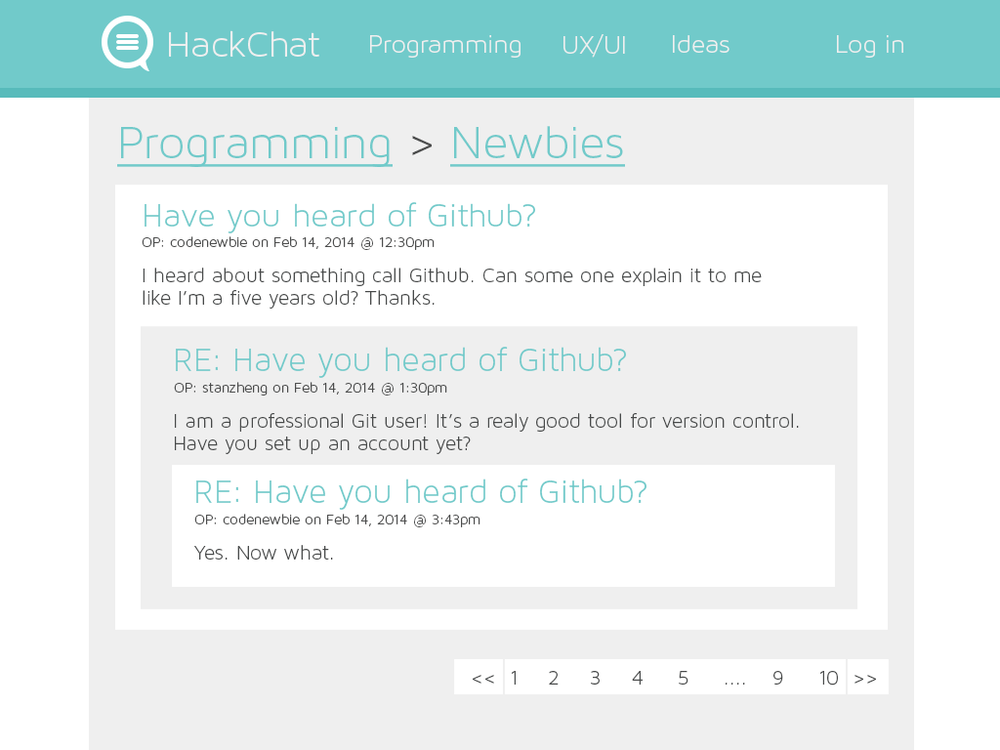 HackChat Programming UX/UI Ideas Log in
Programming > Newbies
Have you heard of Github?
OP: codenewbie on Feb 14, 2014 @ 12:30pm
I heard about something call Github. Can some one explain it to me
like I’m a five years old? Thanks.
RE: Have you heard of Github?
OP: stanzheng on Feb 14, 2014 @ 1:30pm
I am a professional Git user! It’s a realy good tool for version control.
Have you set up an account yet?
RE: Have you heard of Github?
OP: codenewbie on Feb 14, 2014 @ 3:43pm
Yes. Now what.
<< 1 2 3 4 5 .... 9 10 >>